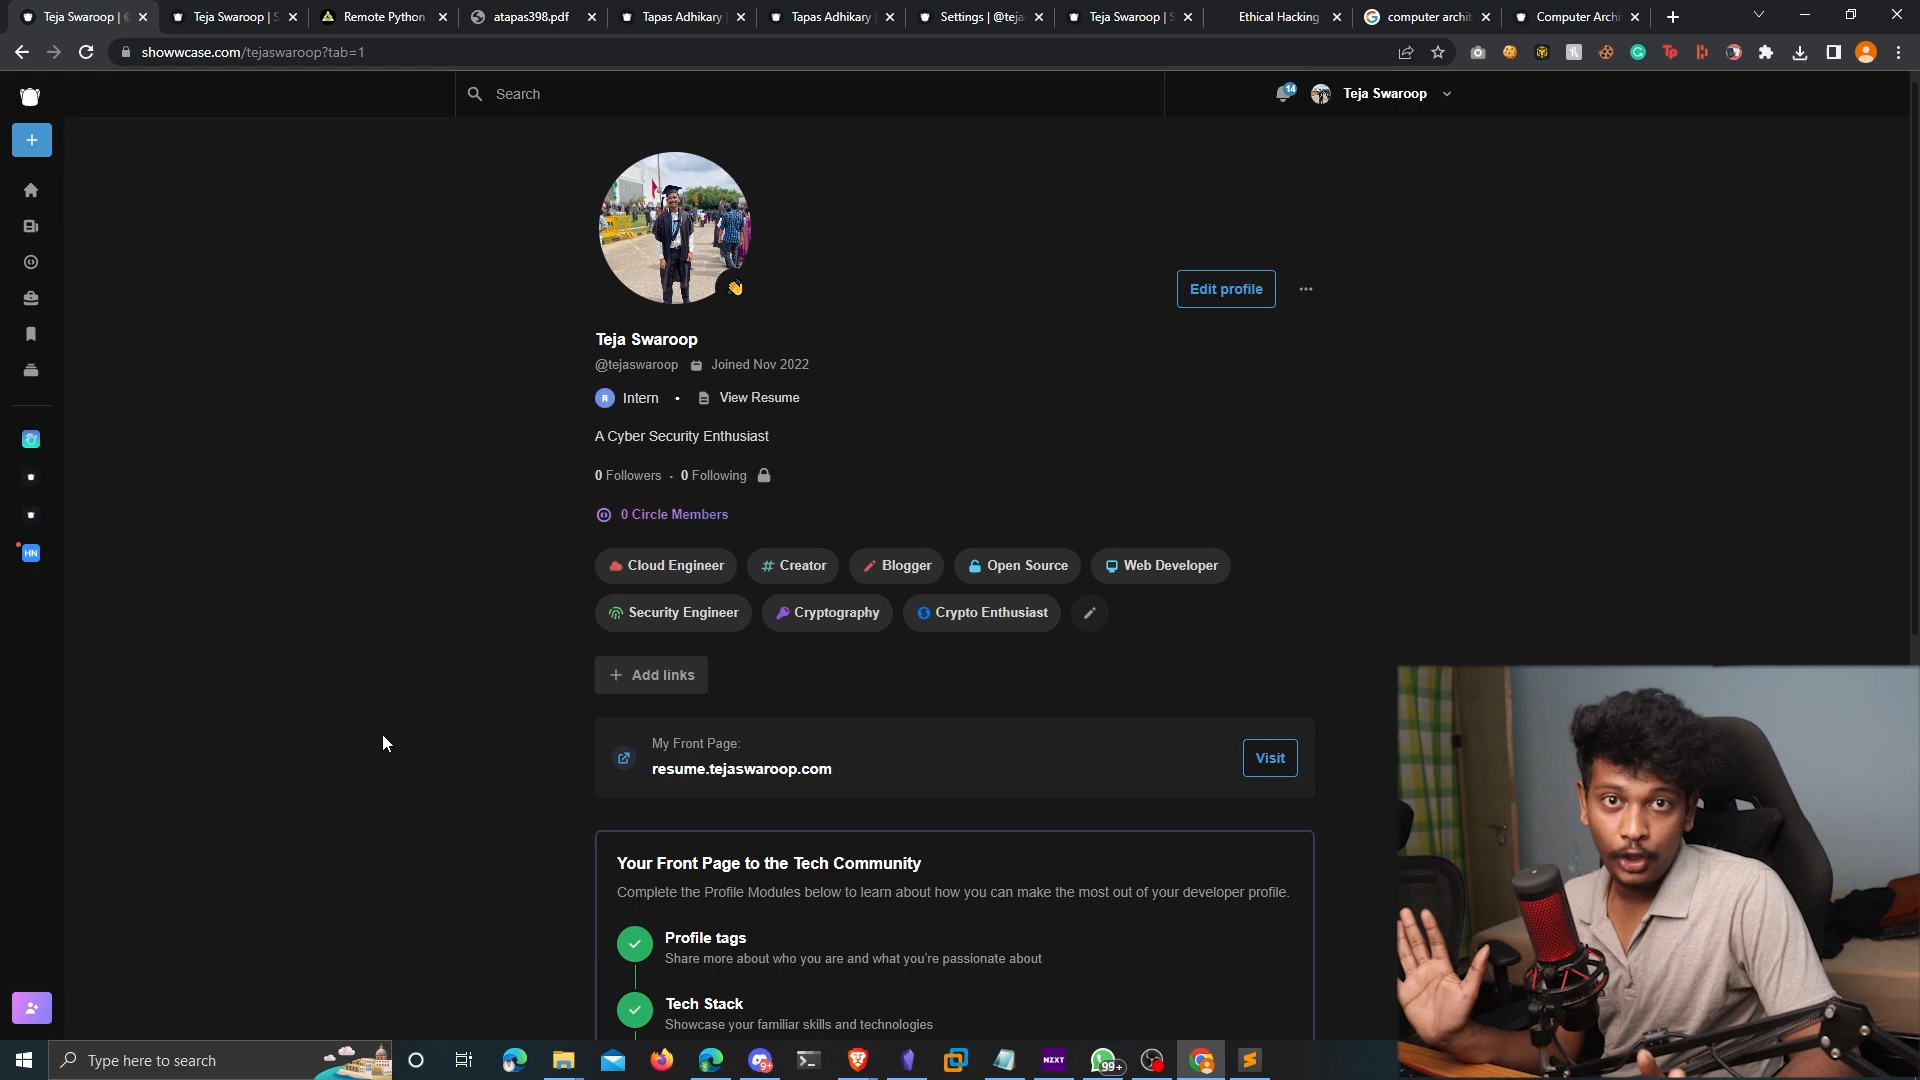 Teja Swaroop | 
Teja Swaroop | S
Remote Python
atapas398.pdf
Tapas Adhikary
Tapas Adhikary
Settings | @teja
Teja Swaroop | S
Ethical Hacking
computer archit
Computer Archi
showwcase.com/tejaswaroop?tab=1
Search
14
Teja Swaroop
Edit profile
Teja Swaroop
@tejaswaroop Joined Nov 2022
Intern • View Resume
A Cyber Security Enthusiast
0 Followers · 0 Following
0 Circle Members
HN
Cloud Engineer
Creator
Blogger
Open Source
Web Developer
Security Engineer
Cryptography
Crypto Enthusiast
+ Add links
My Front Page:
resume.tejaswaroop.com
Visit
Your Front Page to the Tech Community
Complete the Profile Modules below to learn about how you can make the most out of your developer profile.
Profile tags
Share more about who you are and what you're passionate about
Tech Stack
Showcase your familiar skills and technologies
Type here to search
NZXT
99+